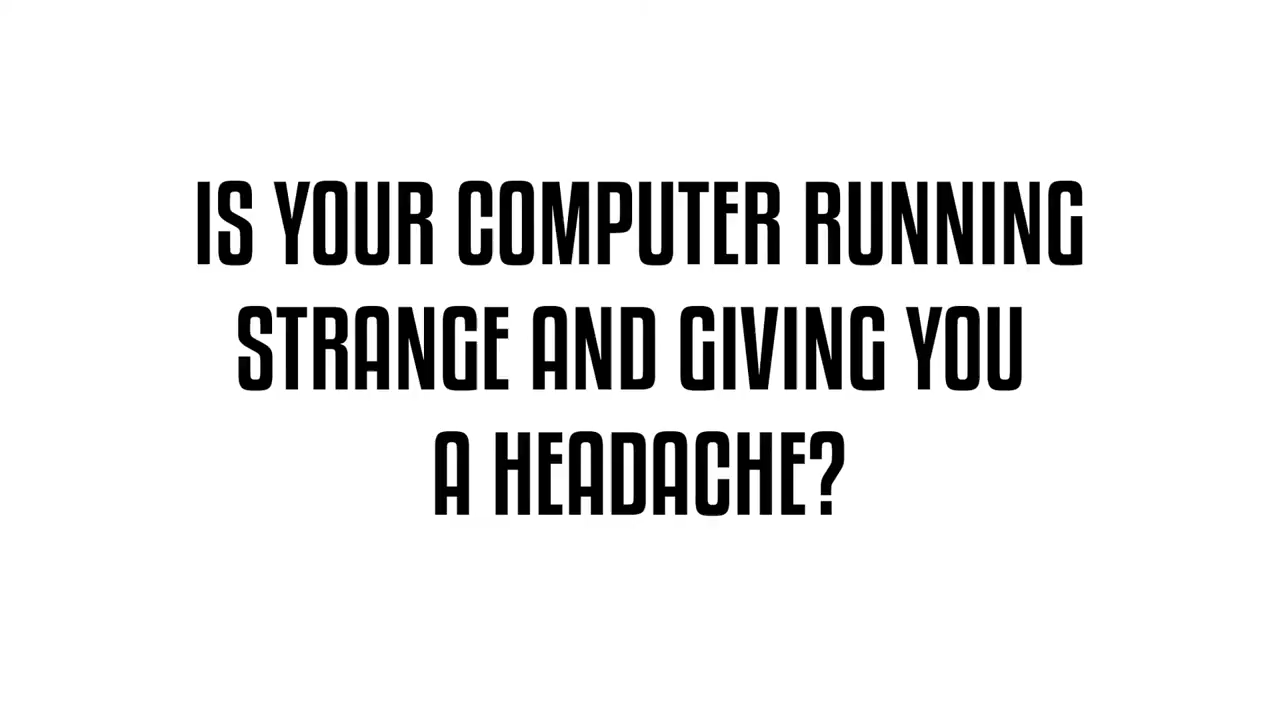 IS YOUR COMPUTER RUNNING
STRANGE AND GIVING YOU
A HEADACHE?